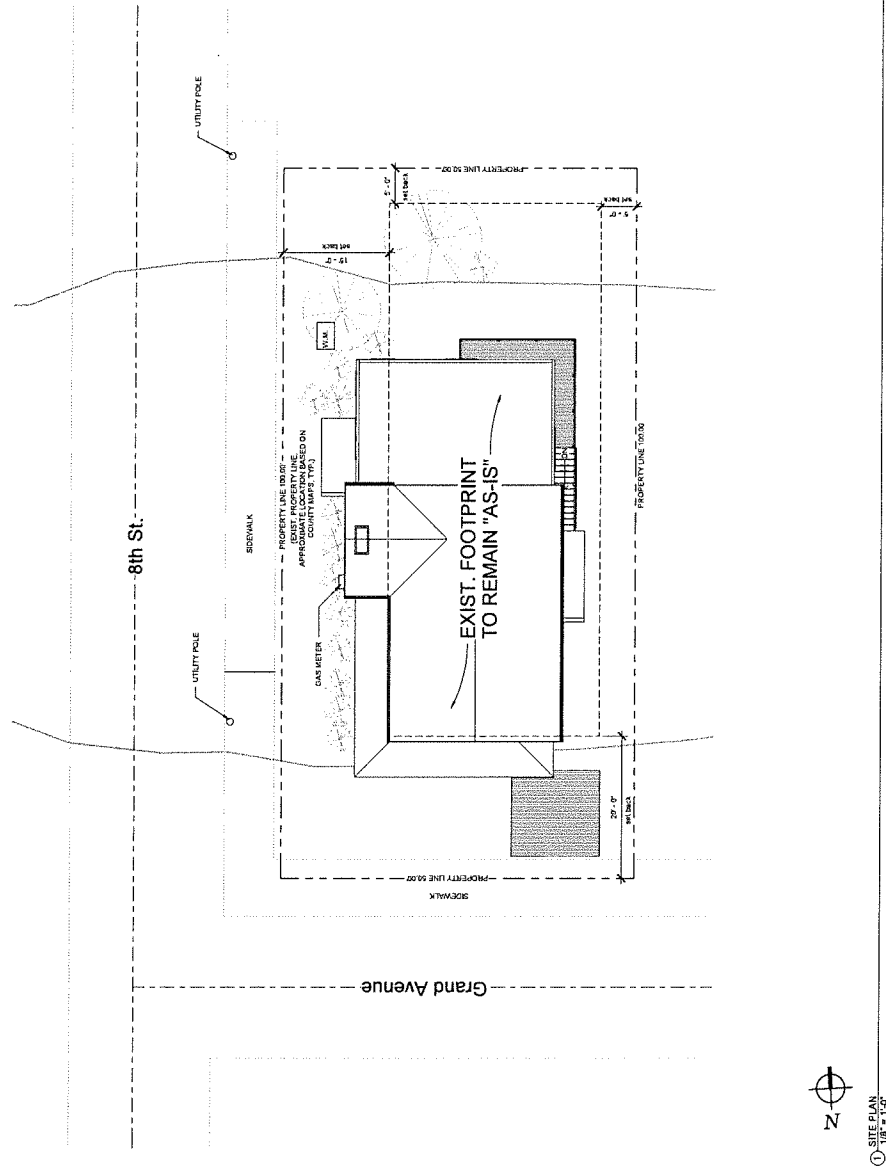 8th St.
UTILITY POLE
UTILITY POLE
SIDEWALK
PROPERTY LINE 100.00'
(EXIST. PROPERTY LINE,
APPROXIMATE LOCATION BASED ON
COUNTY MAPS, TYP.)
GAS METER
W.M.
15' - 0"
set back
5' - 0"
set back
PROPERTY LINE 50.00'
5' - 0"
set back
EXIST. FOOTPRINT
TO REMAIN "AS-IS"
DN
PROPERTY LINE 100.00
20' - 0"
set back
PROPERTY LINE 50.00'
SIDEWALK
Grand Avenue
N
1 SITE PLAN
1/8" = 1'-0"